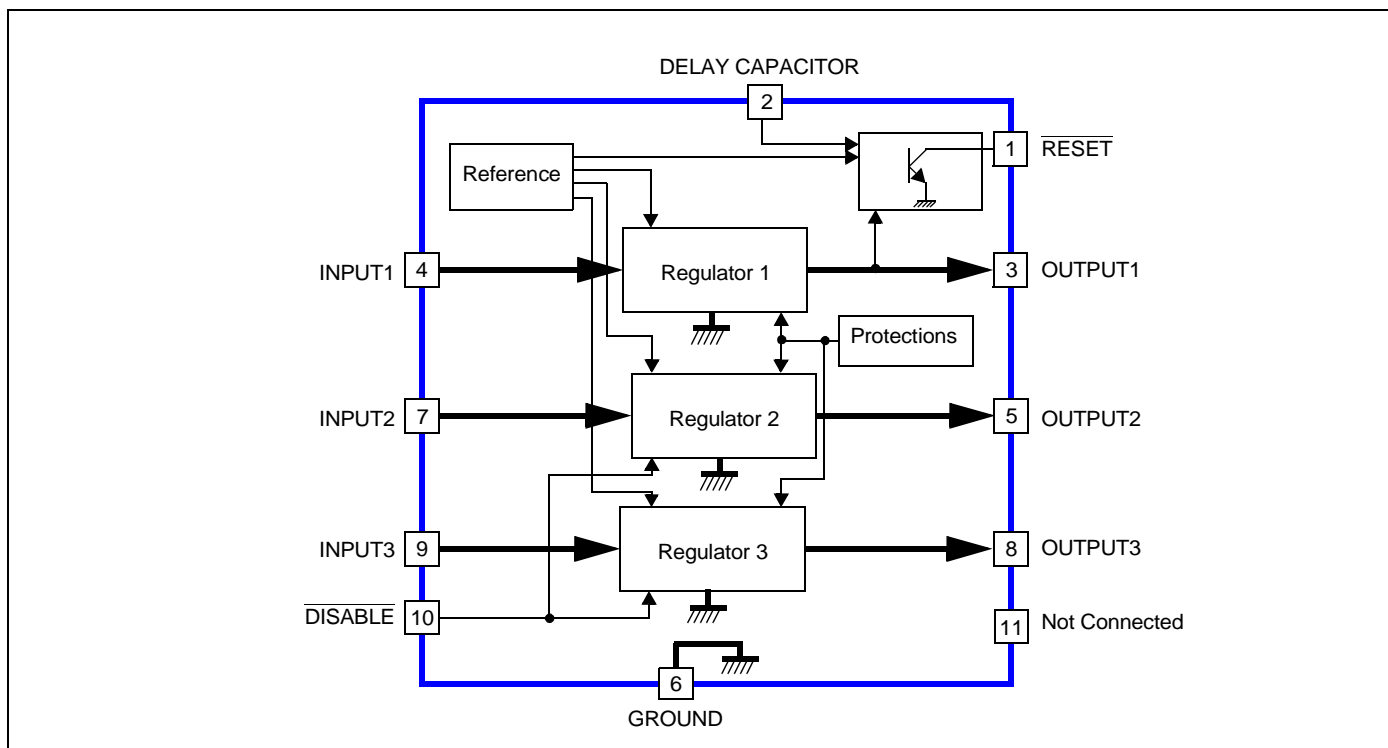 DELAY CAPACITOR
2
1
RESET
Reference
INPUT1
4
Regulator 1
3
OUTPUT1
Protections
INPUT2
7
Regulator 2
5
OUTPUT2
INPUT3
9
Regulator 3
8
OUTPUT3
DISABLE
10
11
Not Connected
6
GROUND